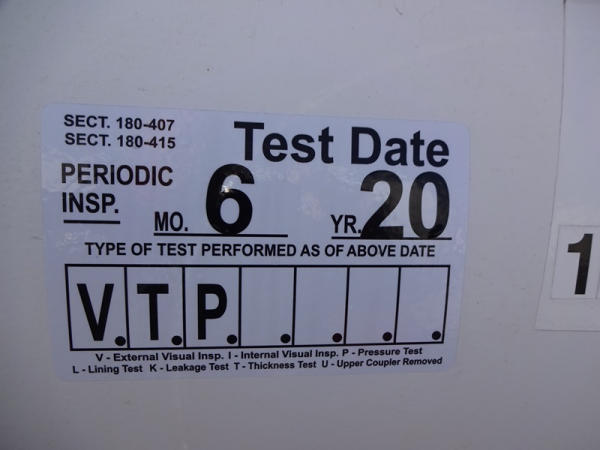 SECT. 180-407
SECT. 180-415
Test Date
PERIODIC
INSP.
MO. 6 YR. 20
TYPE OF TEST PERFORMED AS OF ABOVE DATE
V. T. P. . . . .
V - External Visual Insp. I - Internal Visual Insp. P - Pressure Test
L - Lining Test K - Leakage Test T - Thickness Test U - Upper Coupler Removed
1